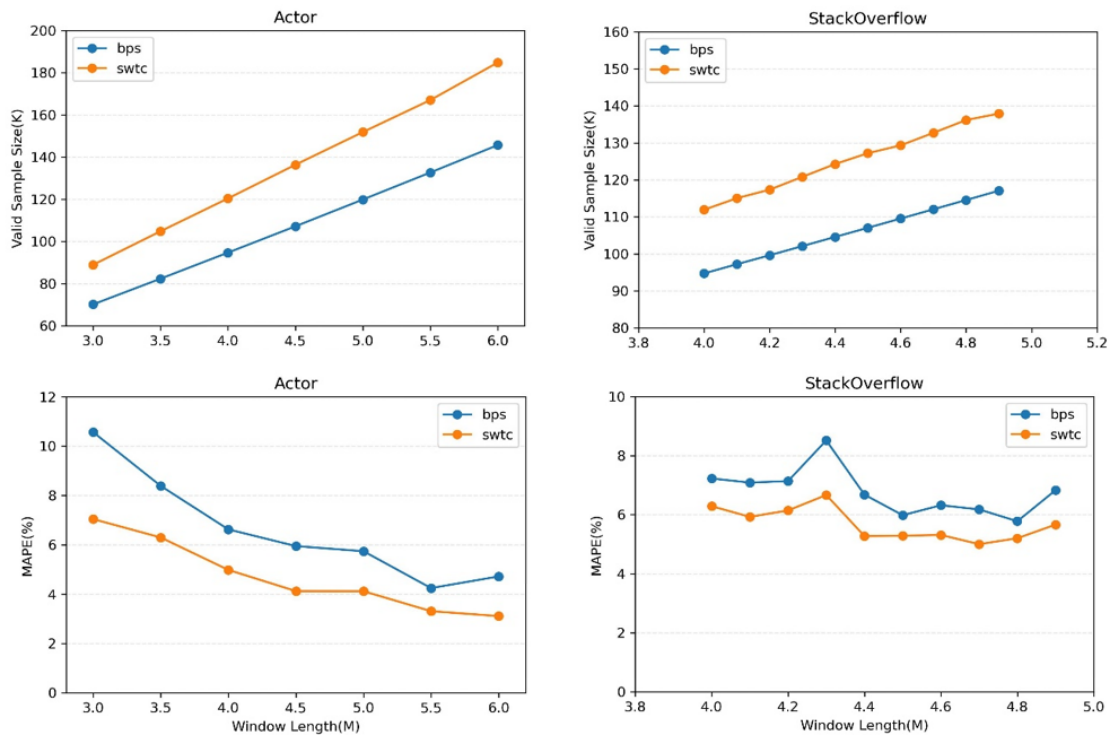 Actor
200
180
160
140
120
100
80
60
Valid Sample Size(K)
bps
swtc
3.0 3.5 4.0 4.5 5.0 5.5 6.0
StackOverflow
160
150
140
130
120
110
100
90
80
Valid Sample Size(K)
bps
swtc
3.8 4.0 4.2 4.4 4.6 4.8 5.0 5.2
Actor
12
10
8
6
4
2
0
MAPE(%)
bps
swtc
3.0 3.5 4.0 4.5 5.0 5.5 6.0
Window Length(M)
StackOverflow
10
8
6
4
2
0
MAPE(%)
bps
swtc
3.8 4.0 4.2 4.4 4.6 4.8 5.0
Window Length(M)